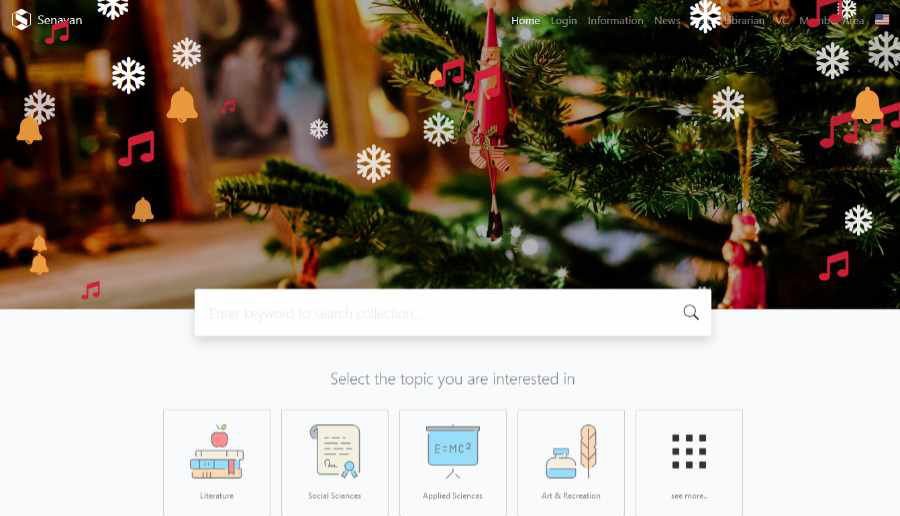 Senayan
Home Login Information News Librarian Member Area
Enter keyword to search collection...
Select the topic you are interested in
E=MC2
Literature
Social Sciences
Applied Sciences
Art & Recreation
see more..